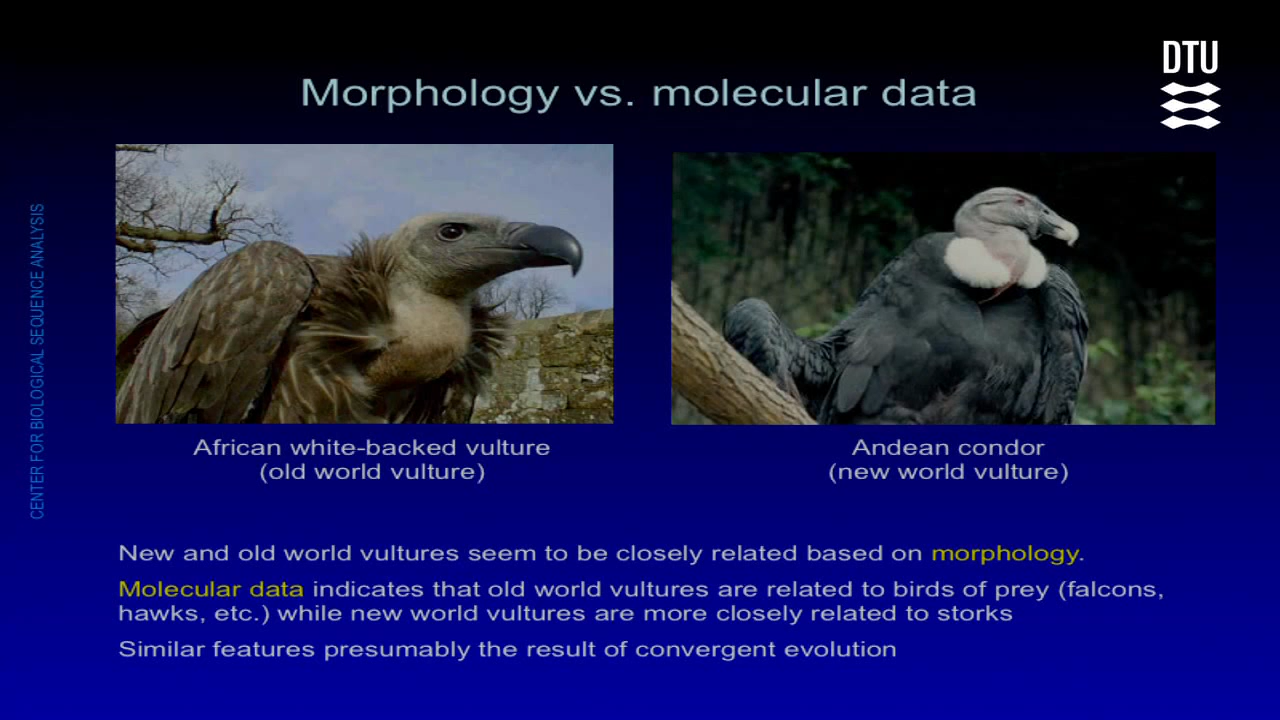 DTU
Morphology vs. molecular data
CENTER FOR BIOLOGICAL SEQUENCE ANALYSIS
African white-backed vulture
(old world vulture)
Andean condor
(new world vulture)
New and old world vultures seem to be closely related based on morphology.
Molecular data indicates that old world vultures are related to birds of prey (falcons,
hawks, etc.) while new world vultures are more closely related to storks
Similar features presumably the result of convergent evolution